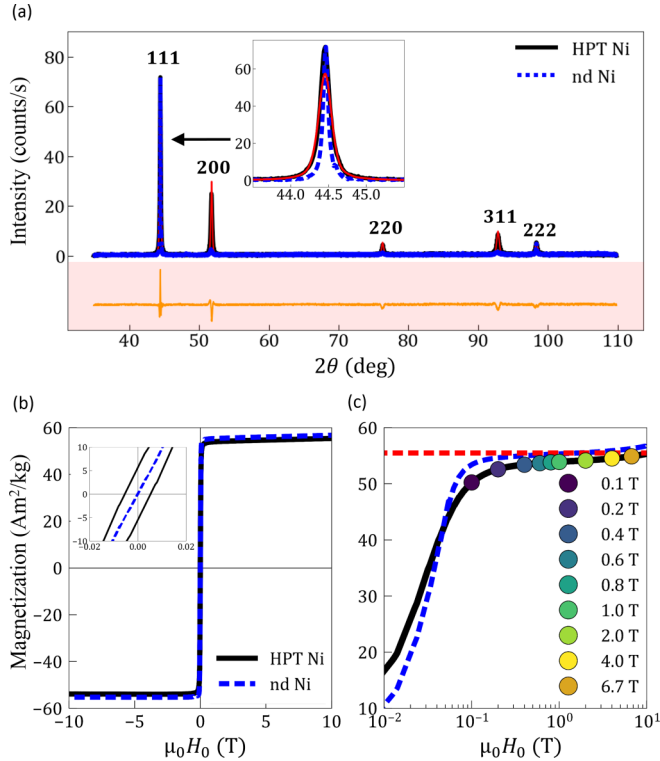 (a)
80
60
40
20
0
Intensity (counts/s)
111
200
220
311
222
60
40
20
0
44.0 44.5 45.0
HPT Ni
nd Ni
40 50 60 70 80 90 100 110
2θ (deg)
(b)
60
40
20
0
−20
−40
−60
Magnetization (Am²/kg)
10
5
0
−5
−10
−0.02 0.00 0.02
HPT Ni
nd Ni
−10 −5 0 5 10
μ₀H₀ (T)
(c)
60
50
40
30
20
10
0.1 T
0.2 T
0.4 T
0.6 T
0.8 T
1.0 T
2.0 T
4.0 T
6.7 T
10⁻² 10⁻¹ 10⁰ 10¹
μ₀H₀ (T)